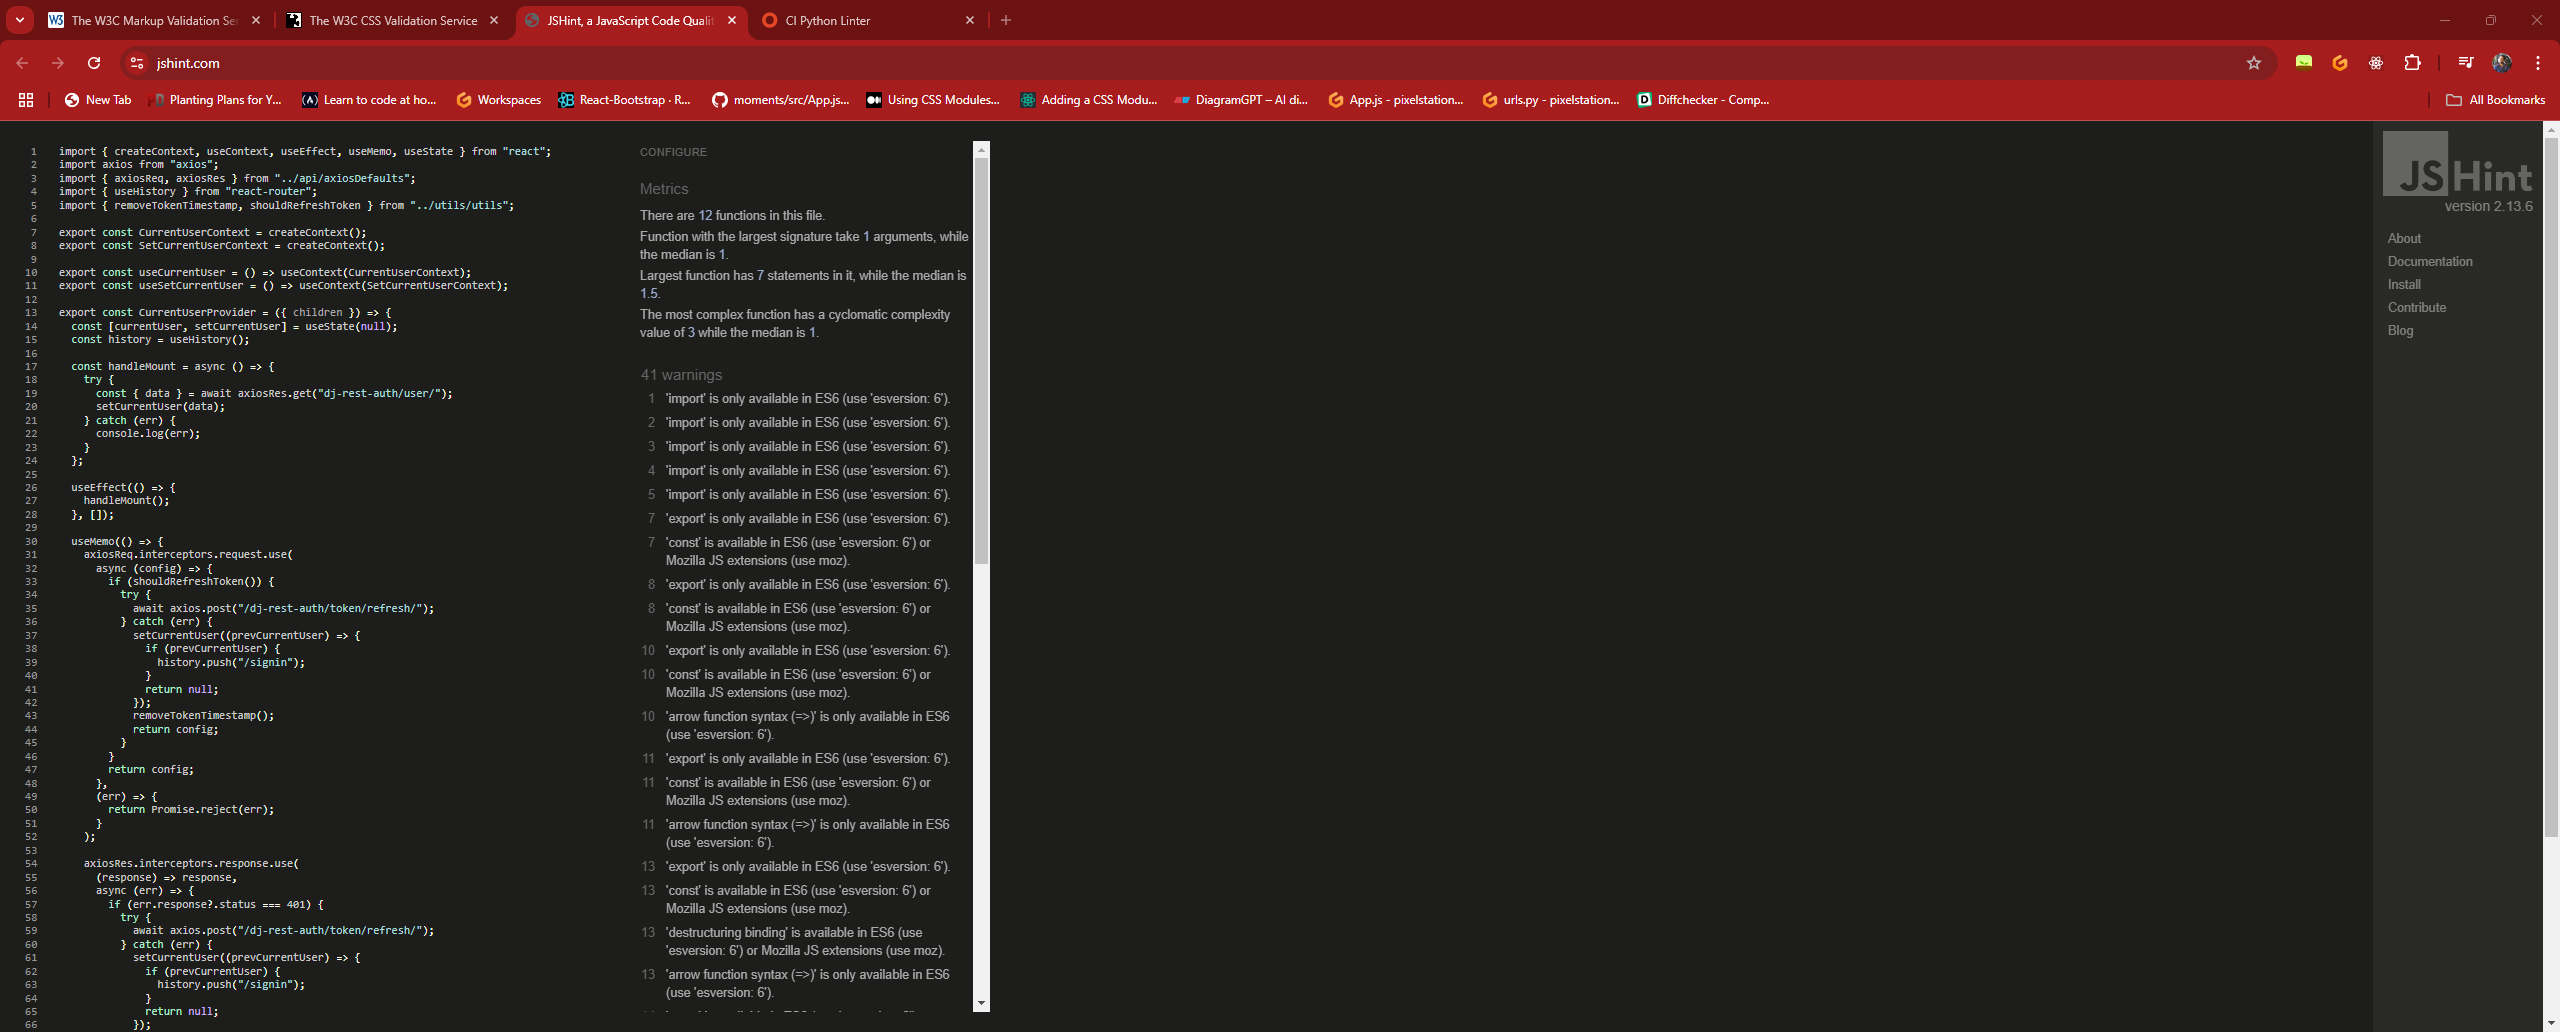 The W3C Markup Validation Se
The W3C CSS Validation Service
JSHint, a JavaScript Code Qualit
CI Python Linter
jshint.com
New Tab
Planting Plans for Y...
Learn to code at ho...
Workspaces
React-Bootstrap · R...
moments/src/App.js...
Using CSS Modules...
Adding a CSS Modu...
DiagramGPT – AI di...
App.js - pixelstation...
urls.py - pixelstation...
Diffchecker - Comp...
All Bookmarks
1 import { createContext, useContext, useEffect, useMemo, useState } from "react";
2 import axios from "axios";
3 import { axiosReq, axiosRes } from "../api/axiosDefaults";
4 import { useHistory } from "react-router";
5 import { removeTokenTimestamp, shouldRefreshToken } from "../utils/utils";
6
7 export const CurrentUserContext = createContext();
8 export const SetCurrentUserContext = createContext();
9
10 export const useCurrentUser = () => useContext(CurrentUserContext);
11 export const useSetCurrentUser = () => useContext(SetCurrentUserContext);
12
13 export const CurrentUserProvider = ({ children }) => {
14 const [currentUser, setCurrentUser] = useState(null);
15 const history = useHistory();
16
17 const handleMount = async () => {
18 try {
19 const { data } = await axiosRes.get("dj-rest-auth/user/");
20 setCurrentUser(data);
21 } catch (err) {
22 console.log(err);
23 }
24 };
25
26 useEffect(() => {
27 handleMount();
28 }, []);
29
30 useMemo(() => {
31 axiosReq.interceptors.request.use(
32 async (config) => {
33 if (shouldRefreshToken()) {
34 try {
35 await axios.post("/dj-rest-auth/token/refresh/");
36 } catch (err) {
37 setCurrentUser((prevCurrentUser) => {
38 if (prevCurrentUser) {
39 history.push("/signin");
40 }
41 return null;
42 });
43 removeTokenTimestamp();
44 return config;
45 }
46 }
47 return config;
48 },
49 (err) => {
50 return Promise.reject(err);
51 }
52 );
53
54 axiosRes.interceptors.response.use(
55 (response) => response,
56 async (err) => {
57 if (err.response?.status === 401) {
58 try {
59 await axios.post("/dj-rest-auth/token/refresh/");
60 } catch (err) {
61 setCurrentUser((prevCurrentUser) => {
62 if (prevCurrentUser) {
63 history.push("/signin");
64 }
65 return null;
66 });
CONFIGURE
Metrics
There are 12 functions in this file.
Function with the largest signature take 1 arguments, while
the median is 1.
Largest function has 7 statements in it, while the median is
1.5.
The most complex function has a cyclomatic complexity
value of 3 while the median is 1.
41 warnings
1 'import' is only available in ES6 (use 'esversion: 6').
2 'import' is only available in ES6 (use 'esversion: 6').
3 'import' is only available in ES6 (use 'esversion: 6').
4 'import' is only available in ES6 (use 'esversion: 6').
5 'import' is only available in ES6 (use 'esversion: 6').
7 'export' is only available in ES6 (use 'esversion: 6').
7 'const' is available in ES6 (use 'esversion: 6') or
Mozilla JS extensions (use moz).
8 'export' is only available in ES6 (use 'esversion: 6').
8 'const' is available in ES6 (use 'esversion: 6') or
Mozilla JS extensions (use moz).
10 'export' is only available in ES6 (use 'esversion: 6').
10 'const' is available in ES6 (use 'esversion: 6') or
Mozilla JS extensions (use moz).
10 'arrow function syntax (=>)' is only available in ES6
(use 'esversion: 6').
11 'export' is only available in ES6 (use 'esversion: 6').
11 'const' is available in ES6 (use 'esversion: 6') or
Mozilla JS extensions (use moz).
11 'arrow function syntax (=>)' is only available in ES6
(use 'esversion: 6').
13 'export' is only available in ES6 (use 'esversion: 6').
13 'const' is available in ES6 (use 'esversion: 6') or
Mozilla JS extensions (use moz).
13 'destructuring binding' is available in ES6 (use
'esversion: 6') or Mozilla JS extensions (use moz).
13 'arrow function syntax (=>)' is only available in ES6
(use 'esversion: 6').
JSHint
version 2.13.6
About
Documentation
Install
Contribute
Blog